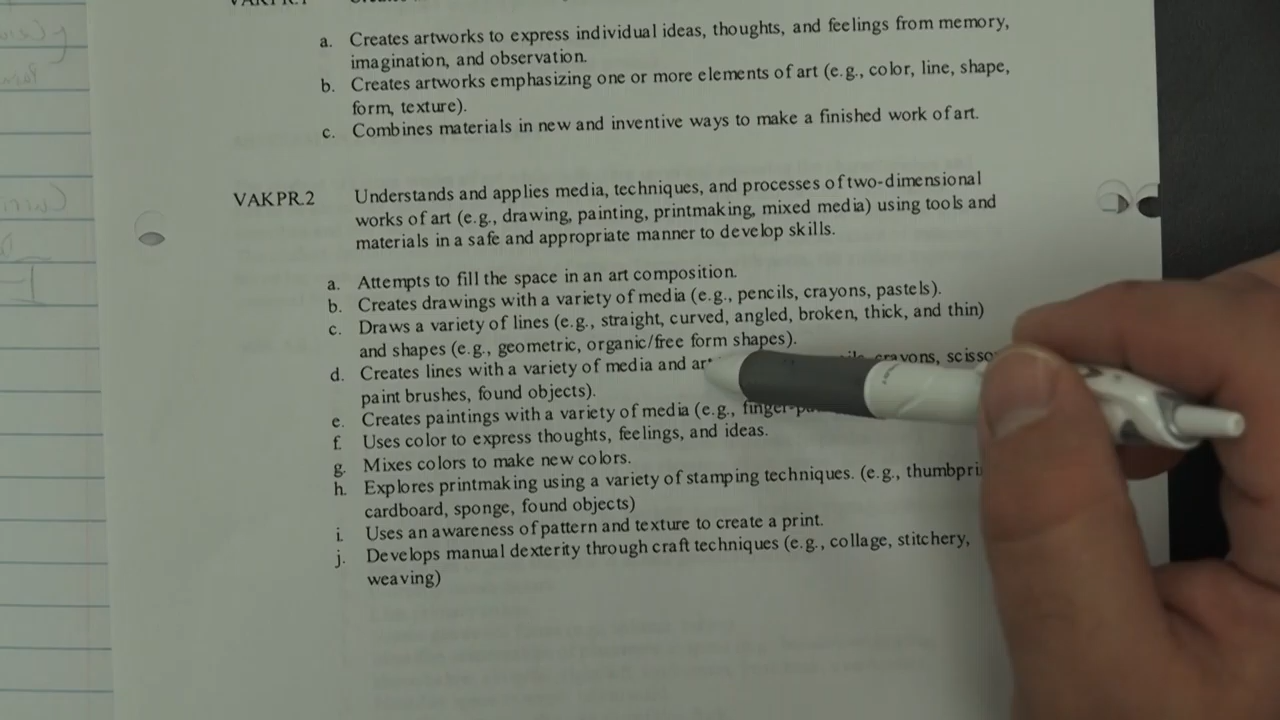 a. Creates artworks to express individual ideas, thoughts, and feelings from memory,
imagination, and observation.
b. Creates artworks emphasizing one or more elements of art (e.g., color, line, shape,
form, texture).
c. Combines materials in new and inventive ways to make a finished work of art.
VAKPR.2 Understands and applies media, techniques, and processes of two-dimensional
works of art (e.g., drawing, painting, printmaking, mixed media) using tools and
materials in a safe and appropriate manner to develop skills.
a. Attempts to fill the space in an art composition.
b. Creates drawings with a variety of media (e.g., pencils, crayons, pastels).
c. Draws a variety of lines (e.g., straight, curved, angled, broken, thick, and thin)
and shapes (e.g., geometric, organic/free form shapes).
d. Creates lines with a variety of media and crayons,
paint brushes, found objects).
e. Creates paintings with a variety of media (e.g.,
f. Uses color to express thoughts, feelings, and ideas.
g. Mixes colors to make new colors.
h. Explores printmaking using a variety of stamping techniques. (e.g.,
cardboard, sponge, found objects)
i. Uses an awareness of pattern and texture to create a print.
j. Develops manual dexterity through craft techniques (e.g., collage, stitchery,
weaving)